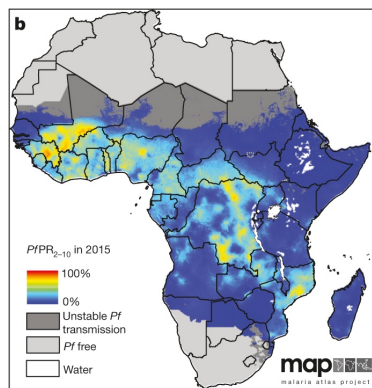 b
PfPR2–10 in 2015
100%
0%
Unstable Pf
transmission
Pf free
Water
map
malaria atlas project